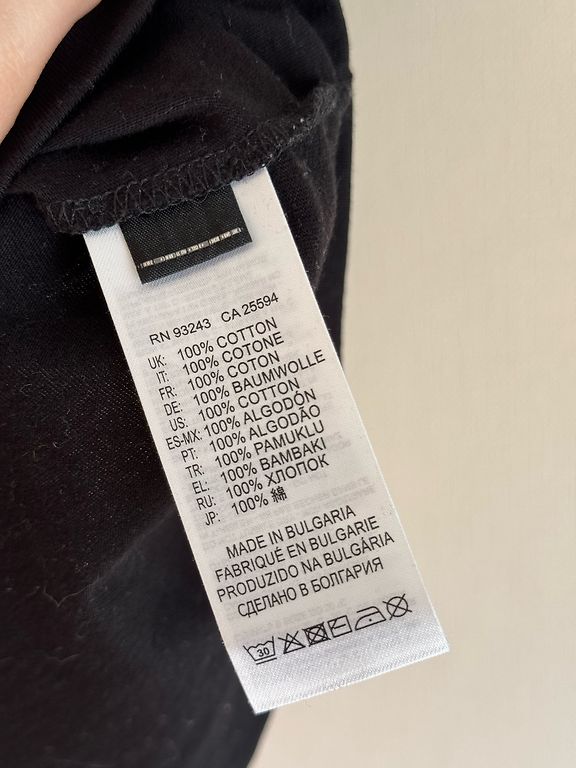 RN 93243 CA 25594
UK: 100% COTTON
IT: 100% COTONE
FR: 100% COTON
DE: 100% BAUMWOLLE
US: 100% COTTON
ES-MX: 100% ALGODÓN
PT: 100% ALGODÃO
TR: 100% PAMUKLU
EL: 100% BAMBAKI
RU: 100% ХЛОПОК
JP: 100% 綿
MADE IN BULGARIA
FABRIQUÉ EN BULGARIE
PRODUZIDO NA BULGÁRIA
СДЕЛАНО В БОЛГАРИЯ
30